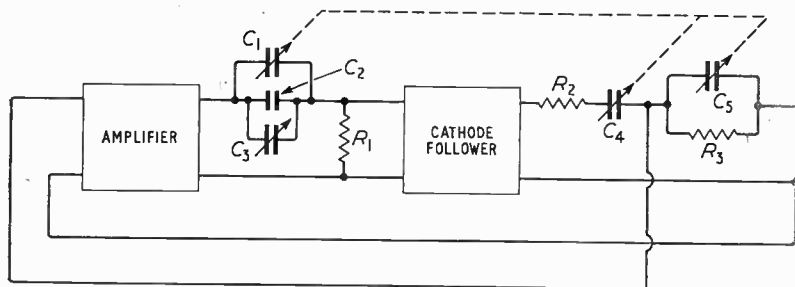 C₁
C₂
C₃
R₁
AMPLIFIER
CATHODE
FOLLOWER
R₂
C₄
C₅
R₃